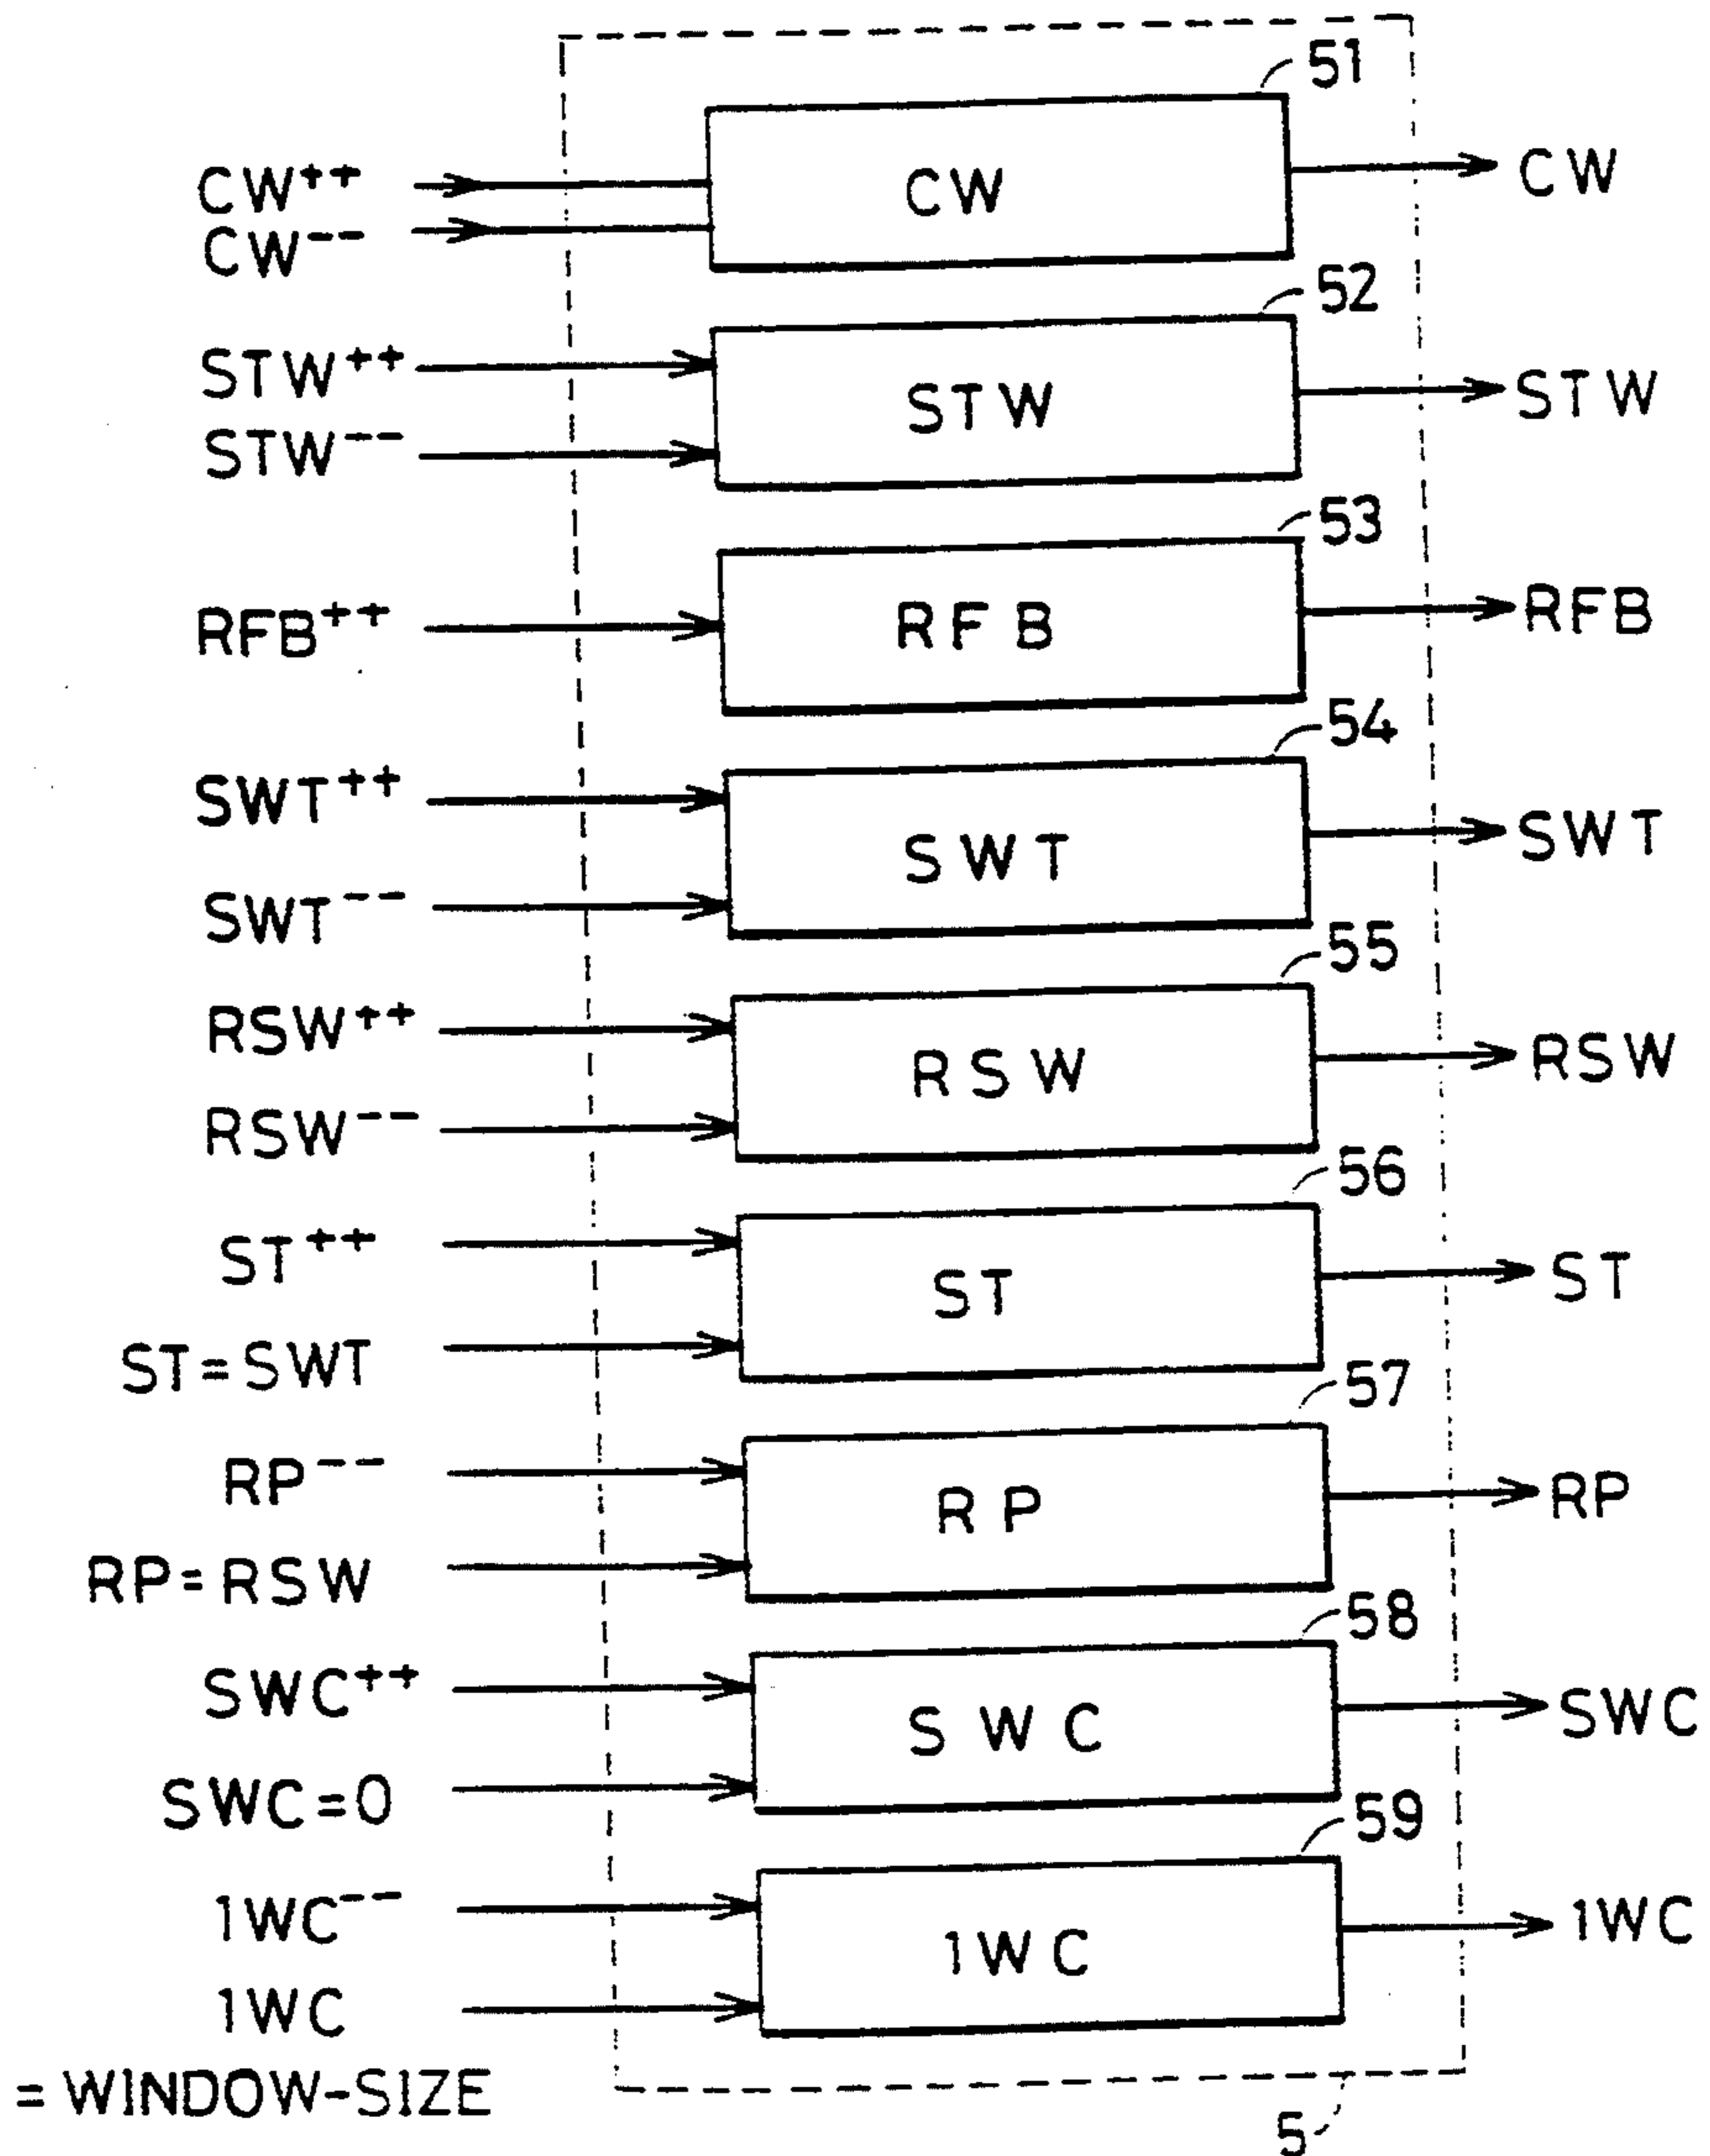 51
CW++
CW--
CW
CW
52
STW++
STW--
STW
STW
53
RFB++
RFB
RFB
54
SWT++
SWT--
SWT
SWT
55
RSW++
RSW--
RSW
RSW
56
ST++
ST=SWT
ST
ST
57
RP--
RP=RSW
RP
RP
58
SWC++
SWC=0
SWC
SWC
59
1WC--
1WC
= WINDOW-SIZE
1WC
1WC
5